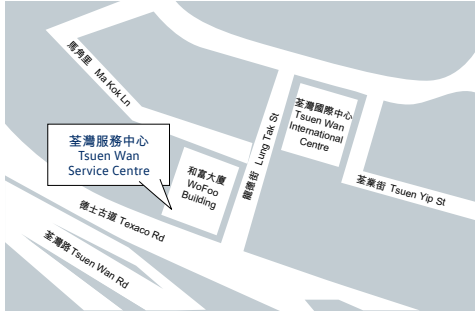 馬角里 Ma Kok Ln
荃灣服務中心
Tsuen Wan
Service Centre
和富大廈
WoFoo
Building
龍德街 Lung Tak St
荃灣國際中心
Tsuen Wan
International
Centre
荃業街 Tsuen Yip St
德士古道 Texaco Rd
荃灣路 Tsuen Wan Rd